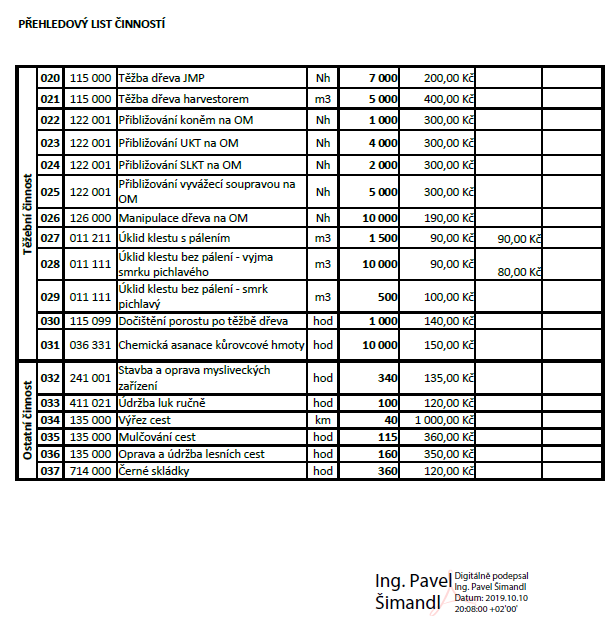 PŘEHLEDOVÝ LIST ČINNOSTÍ
Těžební činnost
020 115 000 Těžba dřeva JMP Nh 7 000 200,00 Kč
021 115 000 Těžba dřeva harvestorem m3 5 000 400,00 Kč
022 122 001 Přibližování koněm na OM Nh 1 000 300,00 Kč
023 122 001 Přibližování UKT na OM Nh 4 000 300,00 Kč
024 122 001 Přibližování SLKT na OM Nh 2 000 300,00 Kč
025 122 001 Přibližování vyvážecí soupravou na
OM Nh 5 000 300,00 Kč
026 126 000 Manipulace dřeva na OM Nh 10 000 190,00 Kč
027 011 211 Úklid klestu s pálením m3 1 500 90,00 Kč 90,00 Kč
028 011 111 Úklid klestu bez pálení - vyjma
smrku pichlavého m3 10 000 90,00 Kč 80,00 Kč
029 011 111 Úklid klestu bez pálení - smrk
pichlavý m3 500 100,00 Kč
030 115 099 Dočištění porostu po těžbě dřeva hod 1 000 140,00 Kč
031 036 331 Chemická asanace kůrovcové hmoty hod 10 000 150,00 Kč
Ostatní činnost
032 241 001 Stavba a oprava mysliveckých
zařízení hod 340 135,00 Kč
033 411 021 Údržba luk ručně hod 100 120,00 Kč
034 135 000 Výřez cest km 40 1 000,00 Kč
035 135 000 Mulčování cest hod 115 360,00 Kč
036 135 000 Oprava a údržba lesních cest hod 160 350,00 Kč
037 714 000 Černé skládky hod 360 120,00 Kč
Ing. Pavel
Šimandl
Digitálně podepsal
Ing. Pavel Šimandl
Datum: 2019.10.10
20:08:00 +02'00'